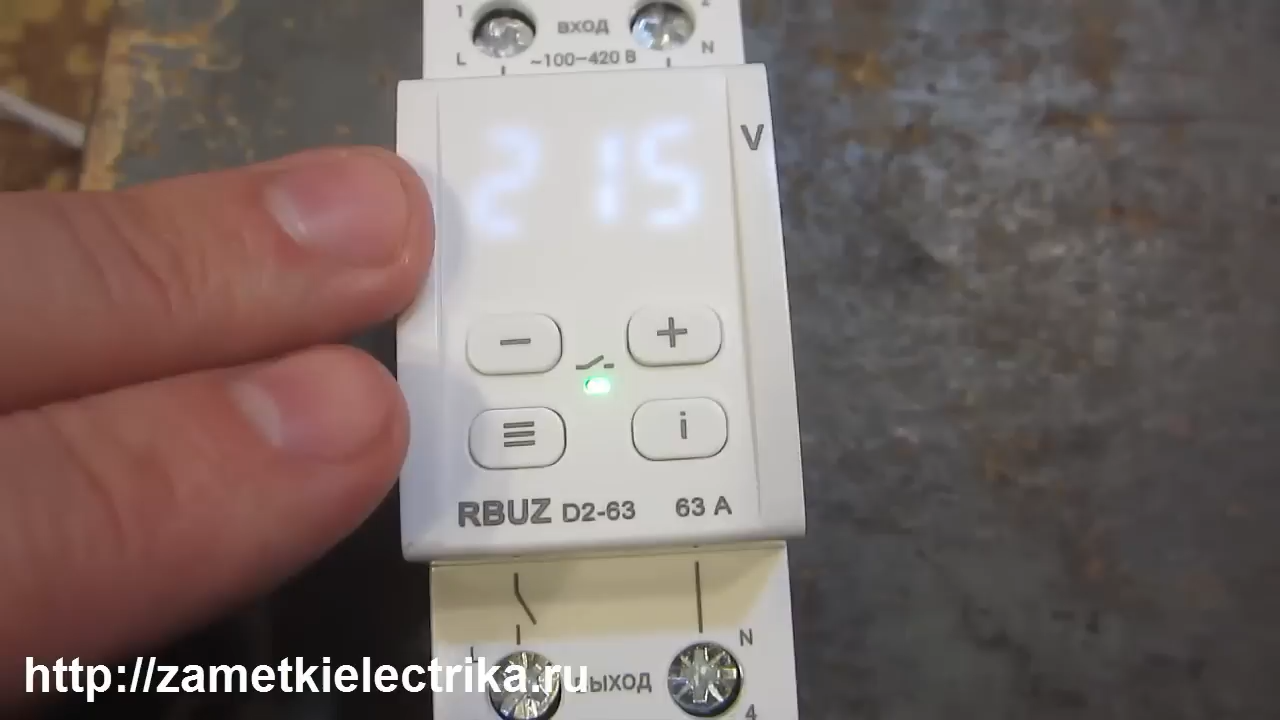 1 ВХОД 2
L ~100–420 В N
215 V
− +
≡ i
RBUZ D2-63 63 A
L N
http://zametkielectrika.ru ВЫХОД
4